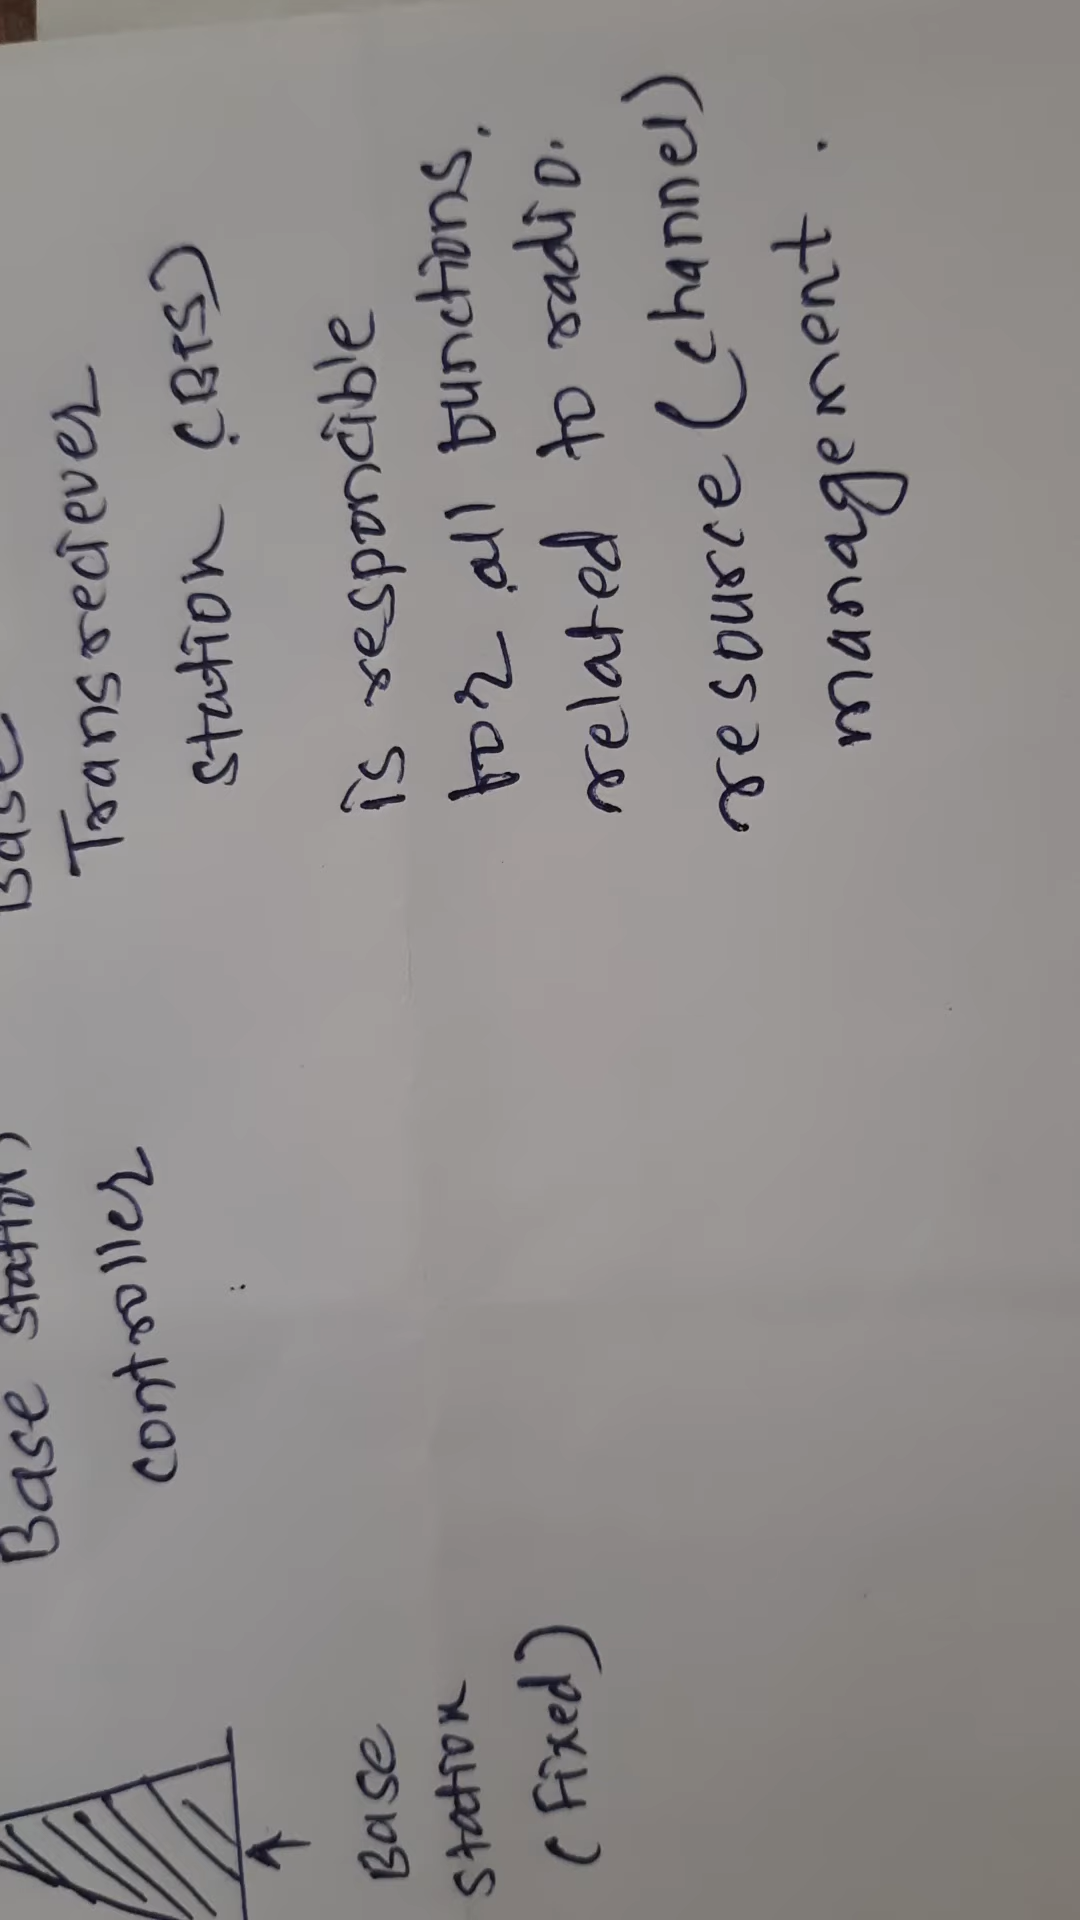 Base
station
(Fixed)
Base station
controller
Base
Transreciever
station (BTS)
is responcible
for all functions.
related to radio.
resource (channel)
management.